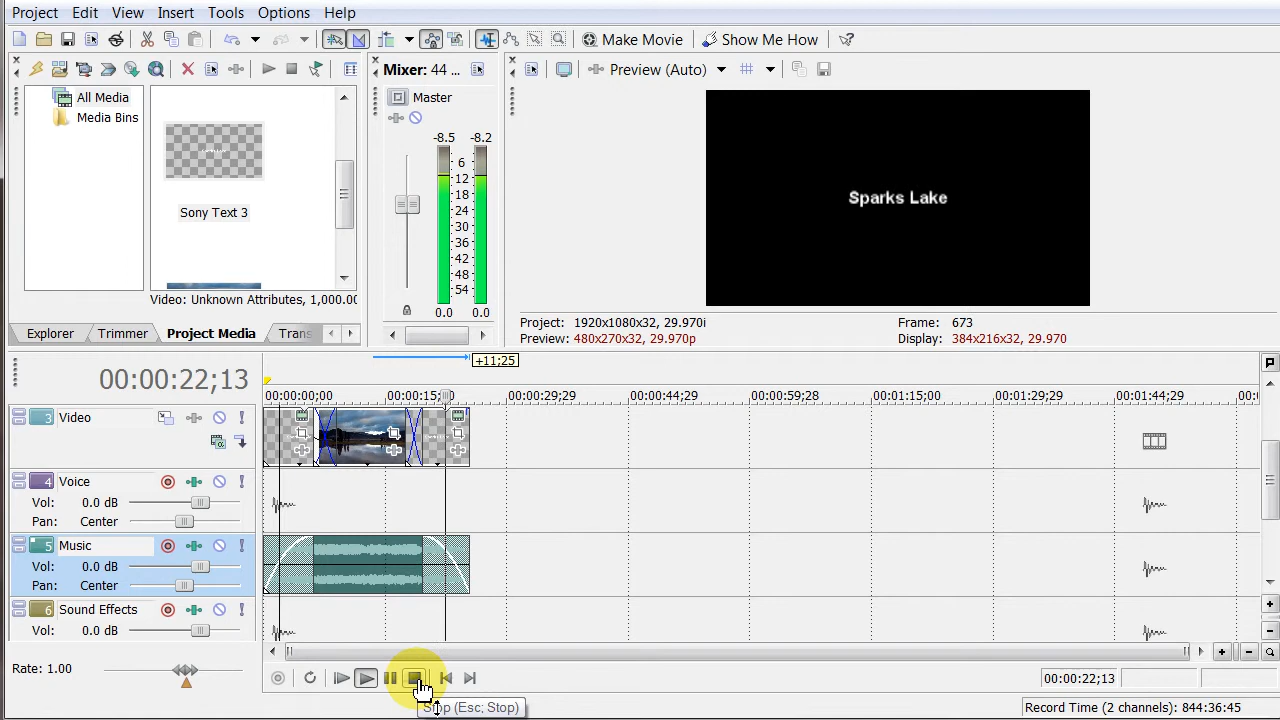 Project Edit View Insert Tools Options Help
Make Movie Show Me How
Mixer: 44 ... Preview (Auto)
All Media
Media Bins
Sony Text 3
Video: Unknown Attributes, 1,000.00
Explorer Trimmer Project Media Trans
Master
-8.5 -8.2
6
12
18
24
30
36
42
48
54
0.0 0.0
Sparks Lake
Project: 1920x1080x32, 29.970i Frame: 673
Preview: 480x270x32, 29.970p Display: 384x216x32, 29.970
+11;25
00:00:22;13
00:00:00;00 00:00:15;00 00:00:29;29 00:00:44;29 00:00:59;28 00:01:15;00 00:01:29;29 00:01:44;29 00:0
3 Video
4 Voice
Vol: 0.0 dB
Pan: Center
5 Music
Vol: 0.0 dB
Pan: Center
6 Sound Effects
Vol: 0.0 dB
Rate: 1.00
00:00:22;13
Stop (Esc; Stop)
Record Time (2 channels): 844:36:45